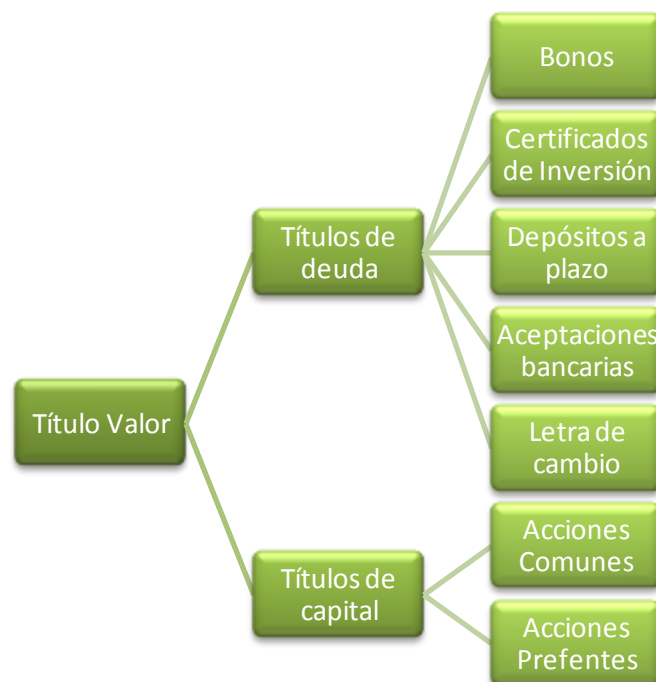 Bonos
Certificados
de Inversión
Títulos de
deuda
Depósitos a
plazo
Aceptaciones
bancarias
Título Valor
Letra de
cambio
Títulos de
capital
Acciones
Comunes
Acciones
Prefentes